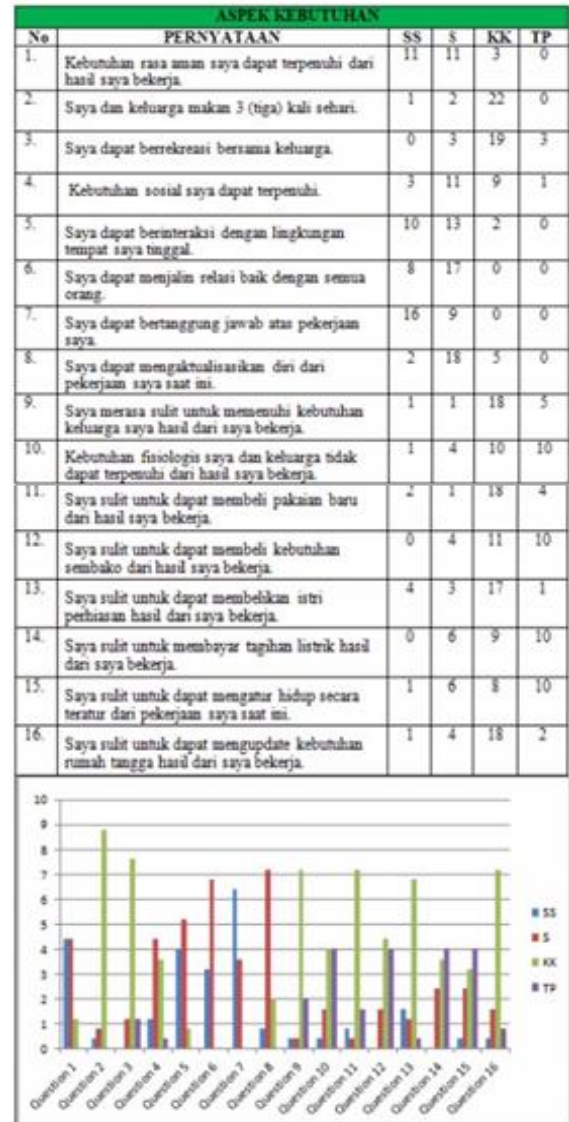 ASPEK KEBUTUHAN
No PERNYATAAN SS S KK TP
1. Kebutuhan rasa aman saya dapat terpenuhi dari 11 11 3 0
hasil saya bekerja.
2. Saya dan keluarga makan 3 (tiga) kali sehari. 1 2 22 0
3. Saya dapat berrekreasi bersama keluarga. 0 3 19 3
4. Kebutuhan sosial saya dapat terpenuhi. 3 11 9 1
5. Saya dapat berinteraksi dengan lingkungan 10 13 2 0
tempat saya tinggal.
6. Saya dapat menjalin relasi baik dengan semua 8 17 0 0
orang.
7. Saya dapat bertanggung jawab atas pekerjaan 16 9 0 0
saya.
8. Saya dapat mengaktualisasikan diri dari 2 18 5 0
pekerjaan saya saat ini.
9. Saya merasa sulit untuk memenuhi kebutuhan 1 1 18 5
keluarga saya hasil dari saya bekerja.
10. Kebutuhan fisiologis saya dan keluarga tidak 1 4 10 10
dapat terpenuhi dari hasil saya bekerja.
11. Saya sulit untuk dapat membeli pakaian baru 2 1 18 4
dari hasil saya bekerja.
12. Saya sulit untuk dapat membeli kebutuhan 0 4 11 10
sembako dari hasil saya bekerja.
13. Saya sulit untuk dapat membelikan istri 4 3 17 1
perhiasan hasil dari saya bekerja.
14. Saya sulit untuk membayar tagihan listrik hasil 0 6 9 10
dari saya bekerja.
15. Saya sulit untuk dapat mengatur hidup secara 1 6 8 10
teratur dari pekerjaan saya saat ini.
16. Saya sulit untuk dapat mengupdate kebutuhan 1 4 18 2
rumah tangga hasil dari saya bekerja.
10
9
8
7
6
5
4
3
2
1
0
SS
S
KK
TP
Question 1
Question 2
Question 3
Question 4
Question 5
Question 6
Question 7
Question 8
Question 9
Question 10
Question 11
Question 12
Question 13
Question 14
Question 15
Question 16